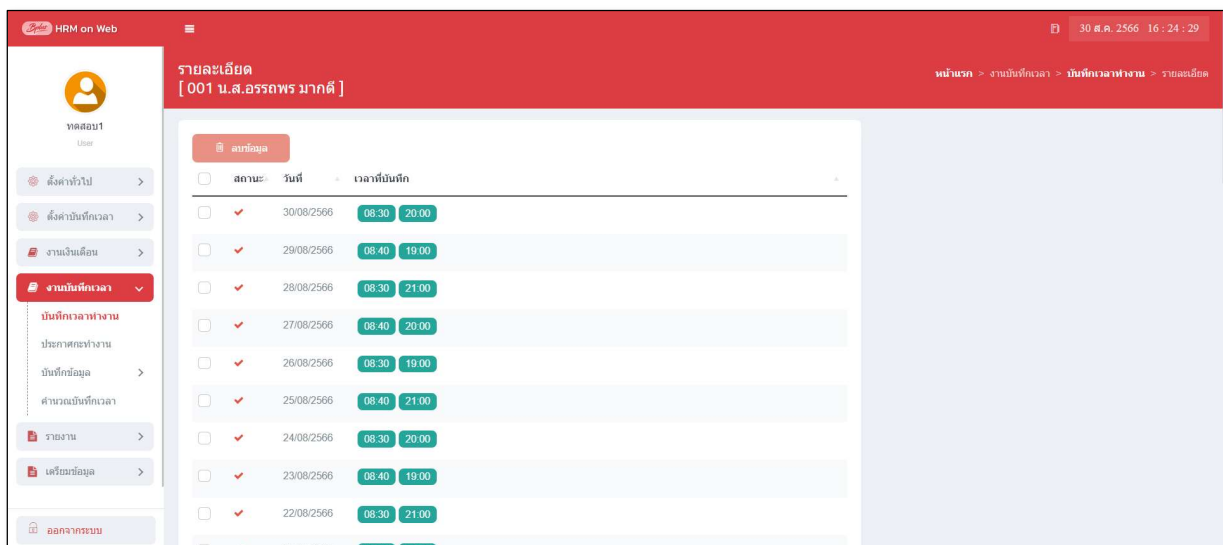 Bplus HRM on Web
30 ส.ค. 2566 16 : 24 : 29
รายละเอียด
[ 001 น.ส.อรรถพร มากดี ]
หน้าแรก > งานบันทึกเวลา > บันทึกเวลาทำงาน > รายละเอียด
ทดสอบ1
User
ตั้งค่าทั่วไป
ตั้งค่าบันทึกเวลา
งานเงินเดือน
งานบันทึกเวลา
บันทึกเวลาทำงาน
ประกาศกะทำงาน
บันทึกข้อมูล
คำนวณบันทึกเวลา
รายงาน
เตรียมข้อมูล
ออกจากระบบ
ลบข้อมูล
สถานะ วันที่ เวลาที่บันทึก
30/08/2566 08:30 20:00
29/08/2566 08:40 19:00
28/08/2566 08:30 21:00
27/08/2566 08:40 20:00
26/08/2566 08:30 19:00
25/08/2566 08:40 21:00
24/08/2566 08:30 20:00
23/08/2566 08:40 19:00
22/08/2566 08:30 21:00